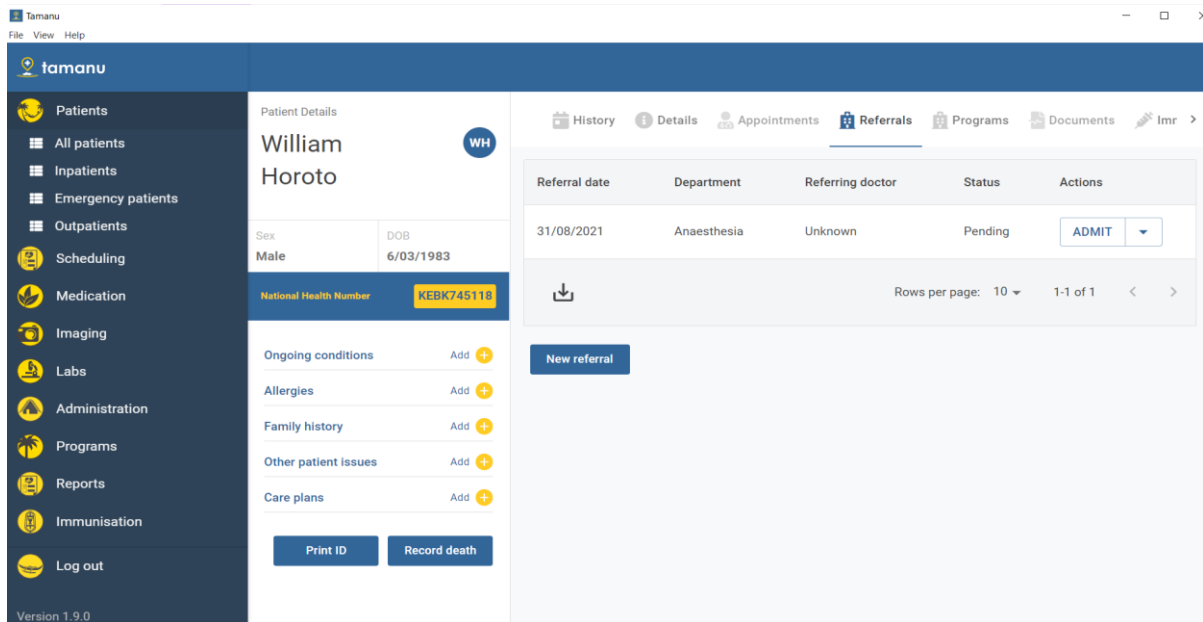 Tamanu
File View Help
tamanu
Patients
All patients
Inpatients
Emergency patients
Outpatients
Scheduling
Medication
Imaging
Labs
Administration
Programs
Reports
Immunisation
Log out
Version 1.9.0
Patient Details
William
Horoto
WH
Sex DOB
Male 6/03/1983
National Health Number KEBK745118
Ongoing conditions Add
Allergies Add
Family history Add
Other patient issues Add
Care plans Add
Print ID Record death
History Details Appointments Referrals Programs Documents Imr
Referral date Department Referring doctor Status Actions
31/08/2021 Anaesthesia Unknown Pending ADMIT
Rows per page: 10 1-1 of 1
New referral